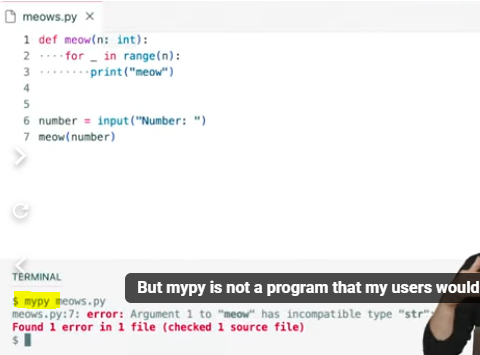 meows.py ×
1 def meow(n: int):
2 ····for _ in range(n):
3 ········print("meow")
4
5
6 number = input("Number: ")
7 meow(number)
TERMINAL
But mypy is not a program that my users would
$ mypy meows.py
meows.py:7: error: Argument 1 to "meow" has incompatible type "str"
Found 1 error in 1 file (checked 1 source file)
$